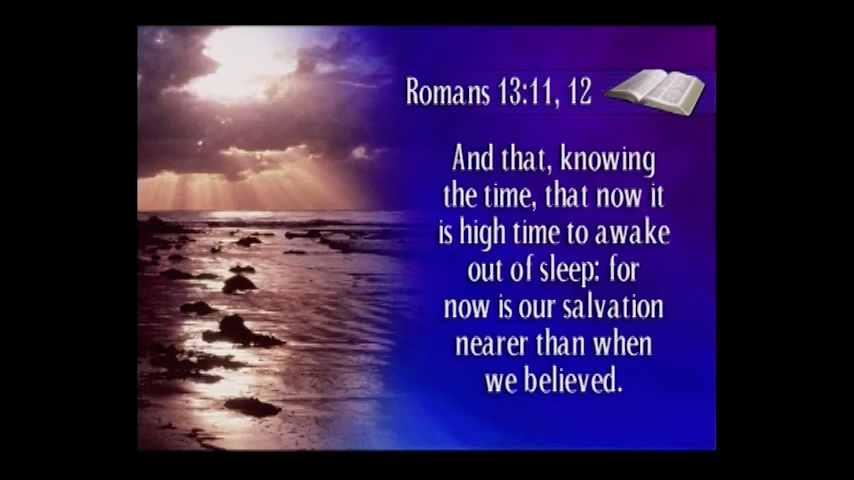 Romans 13:11, 12
And that, knowing
the time, that now it
is high time to awake
out of sleep: for
now is our salvation
nearer than when
we believed.